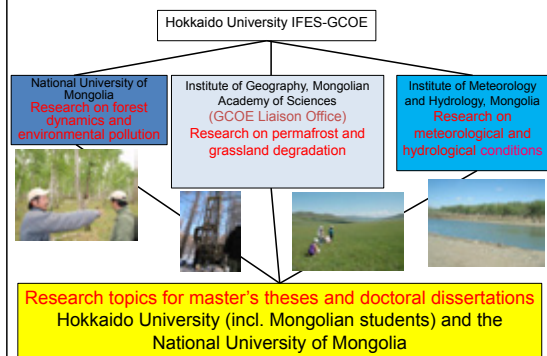 Hokkaido University IFES-GCOE
National University of
Mongolia
Research on forest
dynamics and
environmental pollution
Institute of Geography, Mongolian
Academy of Sciences
(GCOE Liaison Office)
Research on permafrost and
grassland degradation
Institute of Meteorology
and Hydrology, Mongolia
Research on
meteorological and
hydrological conditions
Research topics for master's theses and doctoral dissertations
Hokkaido University (incl. Mongolian students) and the
National University of Mongolia